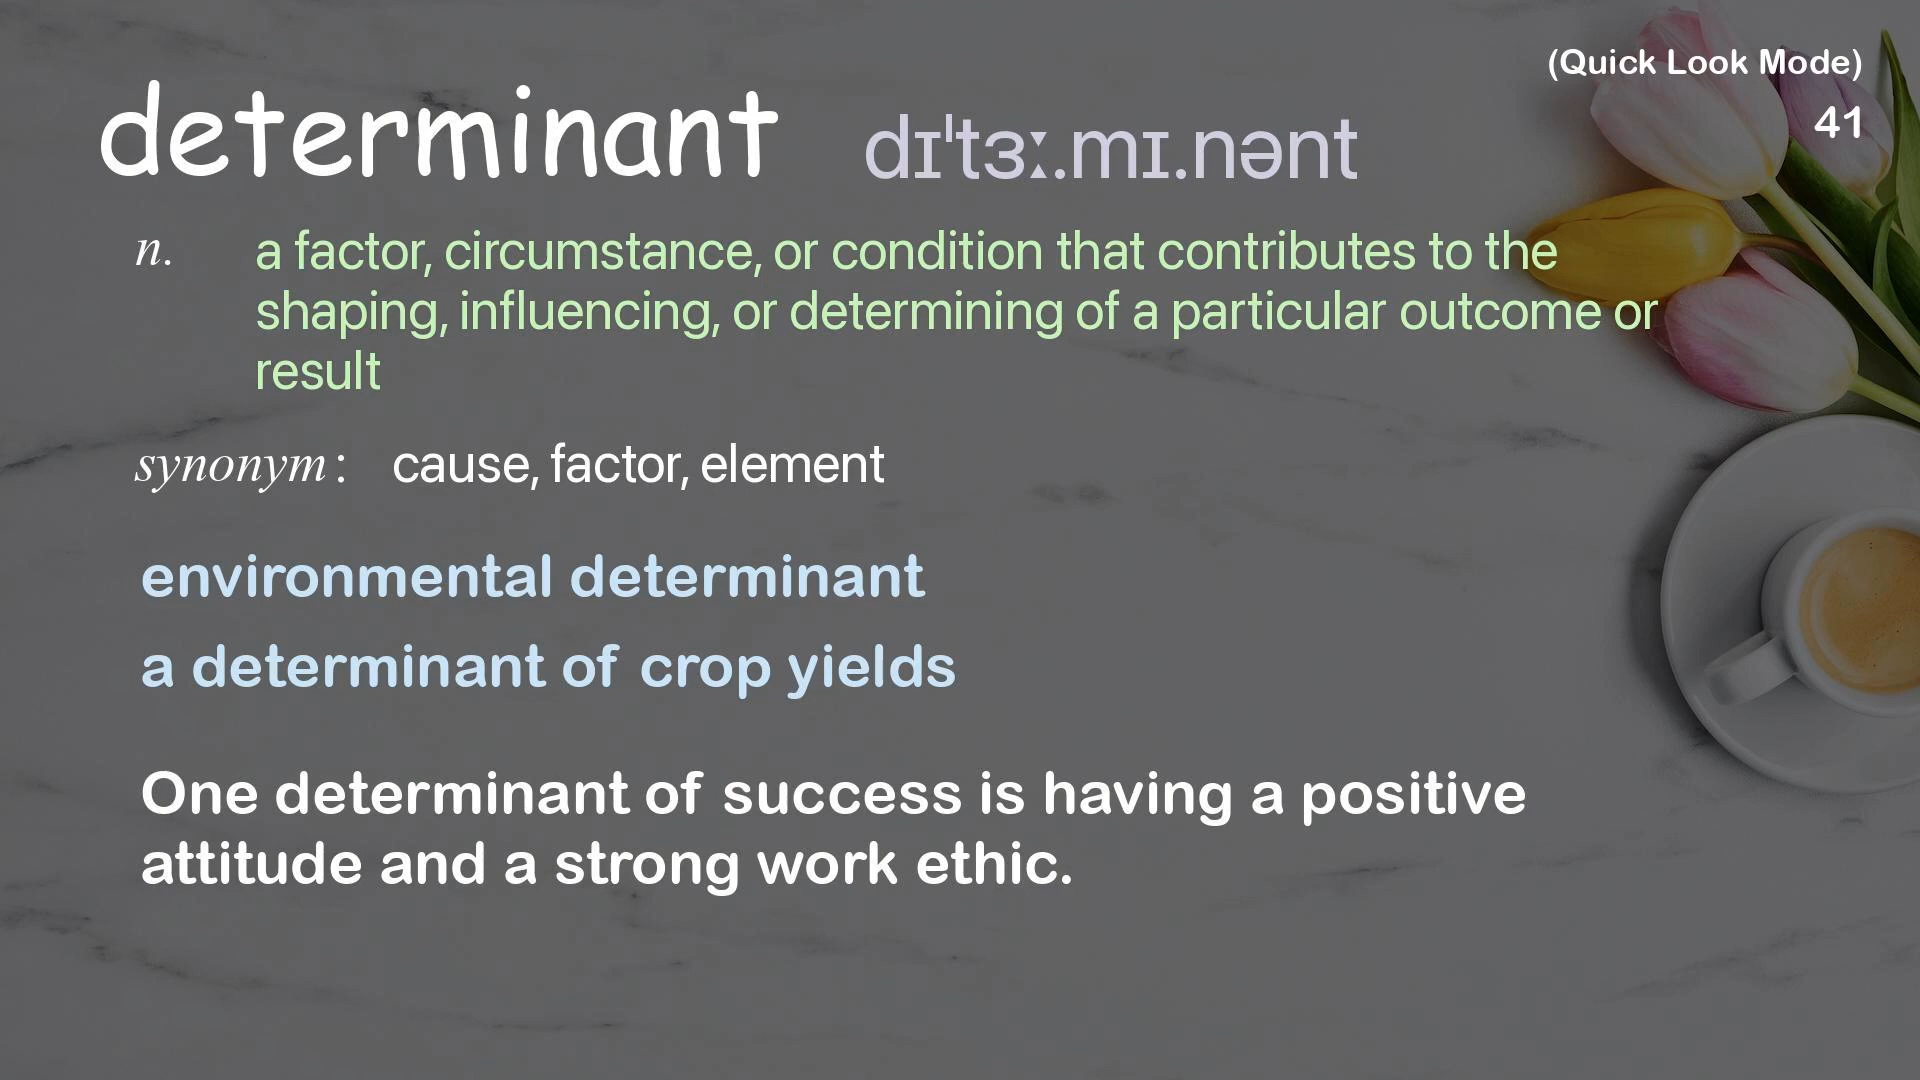 (Quick Look Mode)
41
determinant dɪˈtɜː.mɪ.nənt
n. a factor, circumstance, or condition that contributes to the
shaping, influencing, or determining of a particular outcome or
result
synonym: cause, factor, element
environmental determinant
a determinant of crop yields
One determinant of success is having a positive
attitude and a strong work ethic.